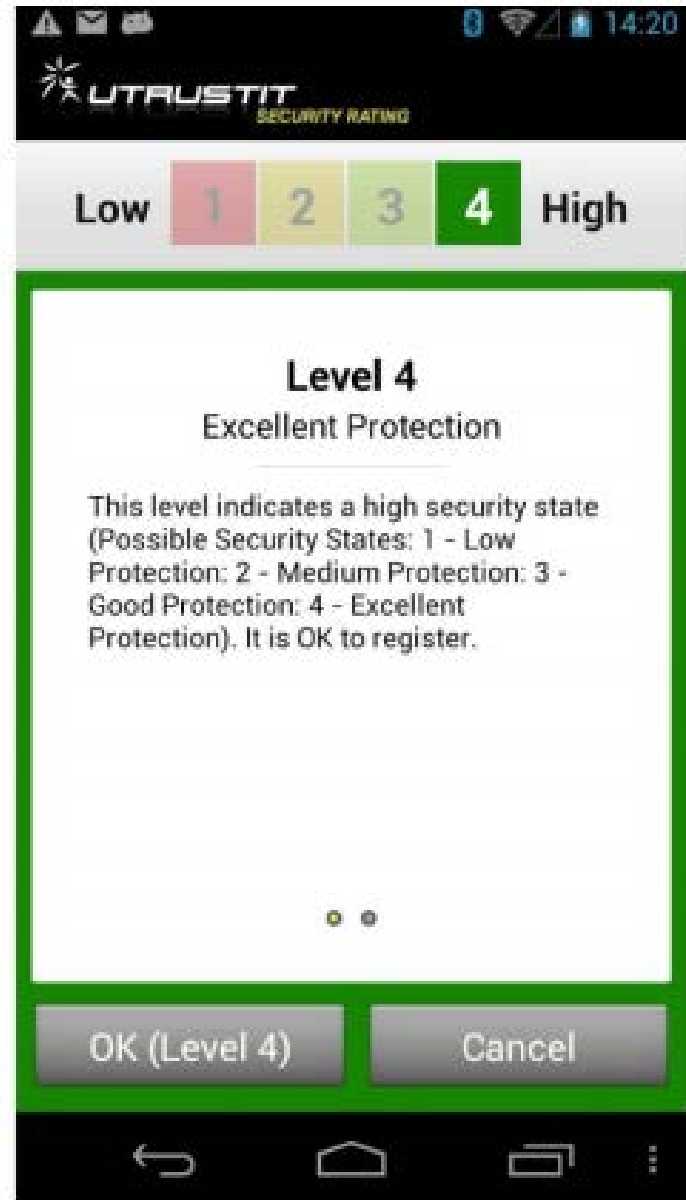 14:20
UTRUSTIT
SECURITY RATING
Low 1 2 3 4 High
Level 4
Excellent Protection
This level indicates a high security state
(Possible Security States: 1 - Low
Protection: 2 - Medium Protection: 3 -
Good Protection: 4 - Excellent
Protection). It is OK to register.
OK (Level 4) Cancel